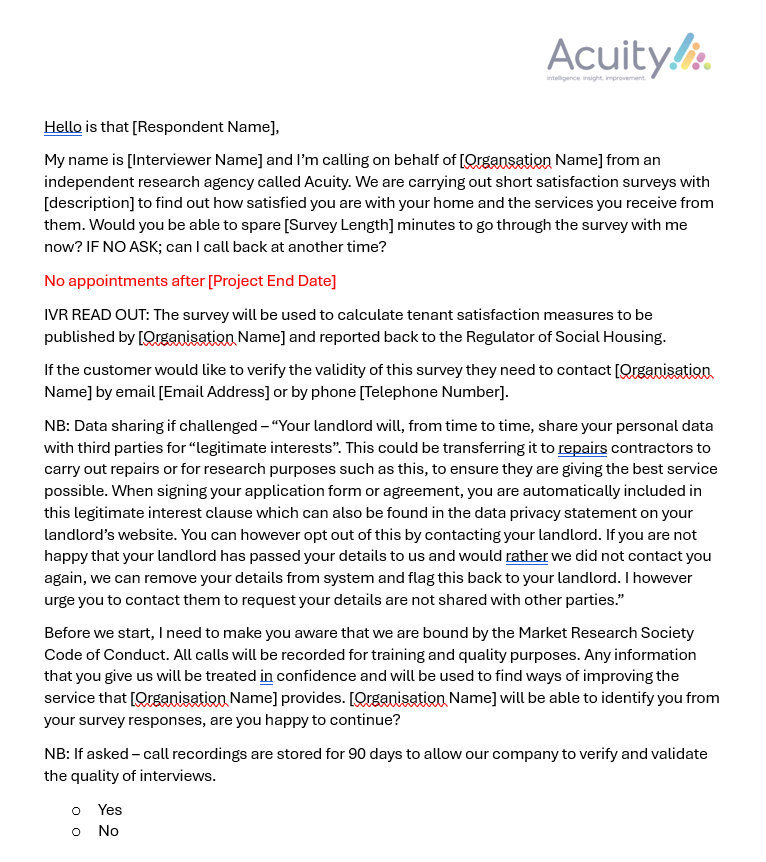 Acuity
intelligence. insight. improvement.
Hello is that [Respondent Name],
My name is [Interviewer Name] and I’m calling on behalf of [Organsation Name] from an
independent research agency called Acuity. We are carrying out short satisfaction surveys with
[description] to find out how satisfied you are with your home and the services you receive from
them. Would you be able to spare [Survey Length] minutes to go through the survey with me
now? IF NO ASK; can I call back at another time?
No appointments after [Project End Date]
IVR READ OUT: The survey will be used to calculate tenant satisfaction measures to be
published by [Organisation Name] and reported back to the Regulator of Social Housing.
If the customer would like to verify the validity of this survey they need to contact [Organisation
Name] by email [Email Address] or by phone [Telephone Number].
NB: Data sharing if challenged – “Your landlord will, from time to time, share your personal data
with third parties for “legitimate interests”. This could be transferring it to repairs contractors to
carry out repairs or for research purposes such as this, to ensure they are giving the best service
possible. When signing your application form or agreement, you are automatically included in
this legitimate interest clause which can also be found in the data privacy statement on your
landlord’s website. You can however opt out of this by contacting your landlord. If you are not
happy that your landlord has passed your details to us and would rather we did not contact you
again, we can remove your details from system and flag this back to your landlord. I however
urge you to contact them to request your details are not shared with other parties.”
Before we start, I need to make you aware that we are bound by the Market Research Society
Code of Conduct. All calls will be recorded for training and quality purposes. Any information
that you give us will be treated in confidence and will be used to find ways of improving the
service that [Organisation Name] provides. [Organisation Name] will be able to identify you from
your survey responses, are you happy to continue?
NB: If asked – call recordings are stored for 90 days to allow our company to verify and validate
the quality of interviews.
○ Yes
○ No